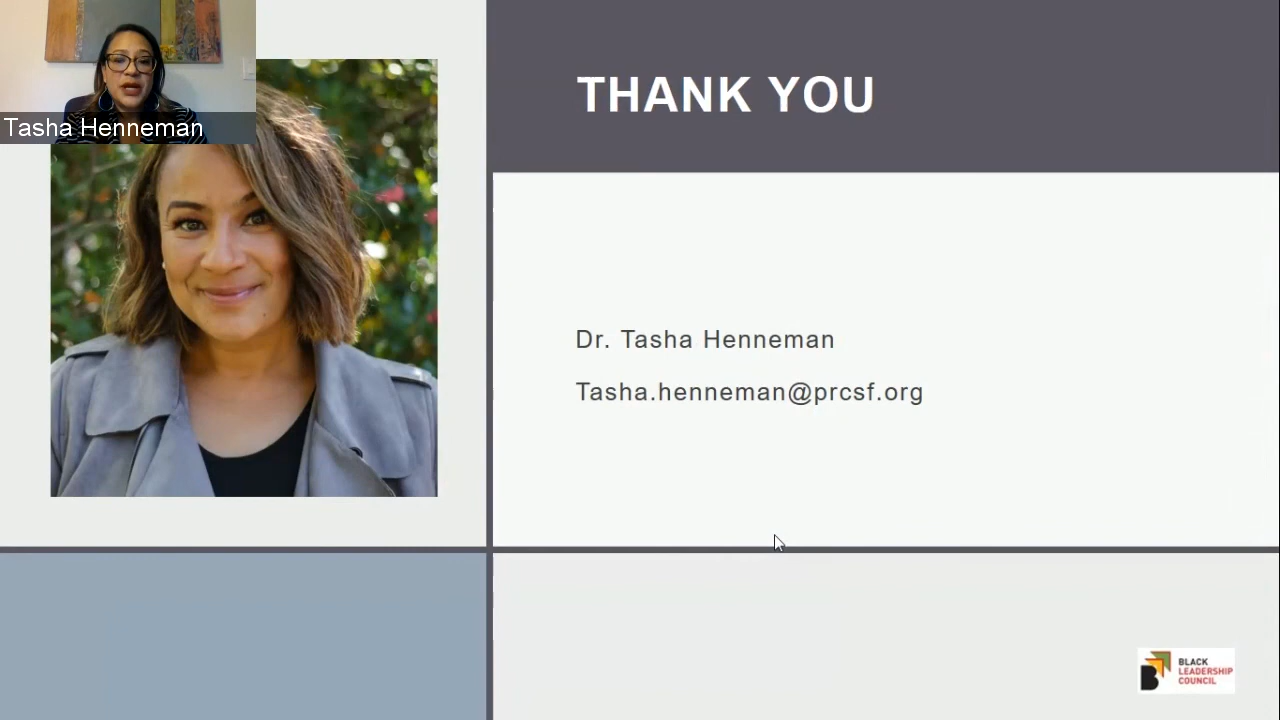 Tasha Henneman
THANK YOU
Dr. Tasha Henneman
Tasha.henneman@prcsf.org
BLACK
LEADERSHIP
COUNCIL